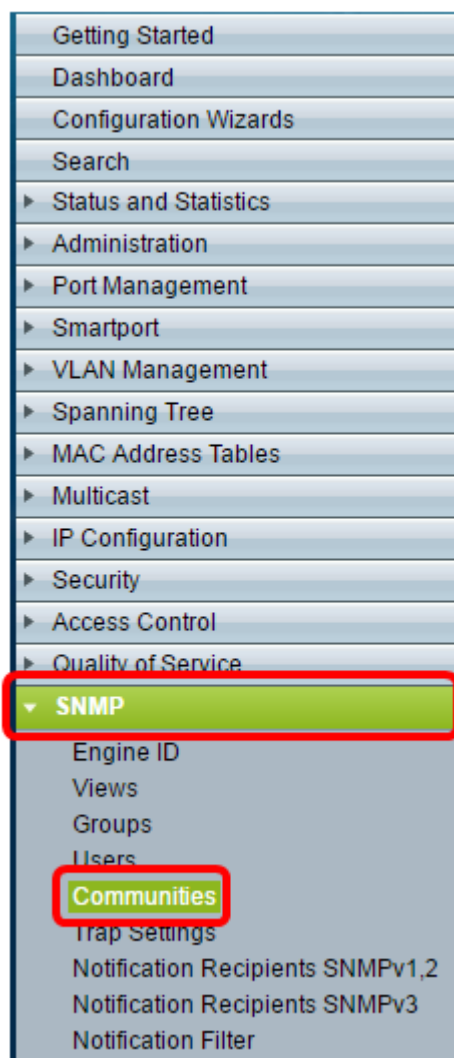 Getting Started
Dashboard
Configuration Wizards
Search
Status and Statistics
Administration
Port Management
Smartport
VLAN Management
Spanning Tree
MAC Address Tables
Multicast
IP Configuration
Security
Access Control
Quality of Service
SNMP
Engine ID
Views
Groups
Users
Communities
Trap Settings
Notification Recipients SNMPv1,2
Notification Recipients SNMPv3
Notification Filter